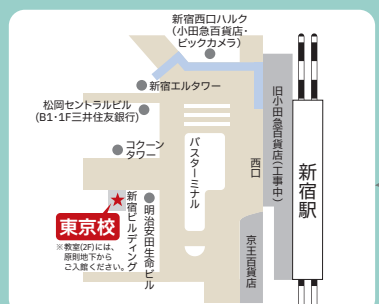 新宿西口ハルク
(小田急百貨店・
ビックカメラ)
新宿エルタワー
松岡セントラルビル
(B1・1F三井住友銀行)
コクーン
タワー
バスターミナル
西口
旧小田急百貨店(工事中)
新宿駅
京王百貨店
新宿ビルディング
明治安田生命ビル
東京校
※教室(2F)には、
原則地下から
ご入館ください。